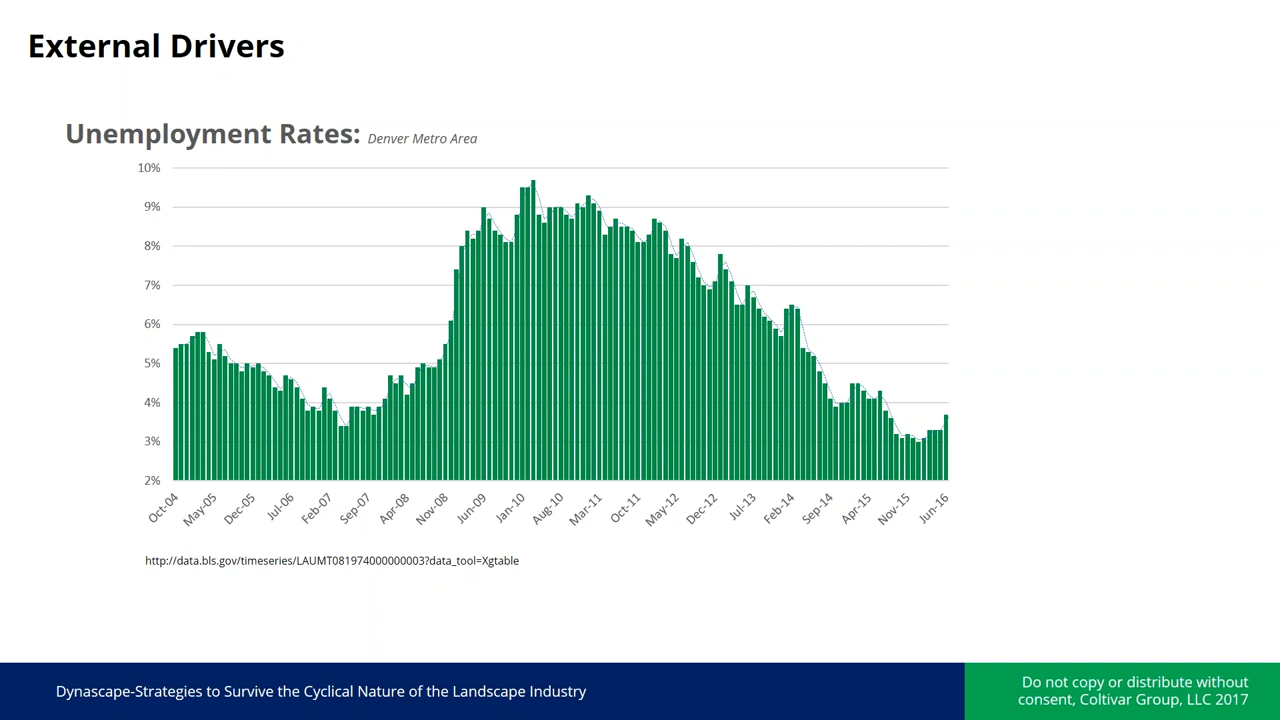 External Drivers
Unemployment Rates: Denver Metro Area
10%
9%
8%
7%
6%
5%
4%
3%
2%
Oct-04 May-05 Dec-05 Jul-06 Feb-07 Sep-07 Apr-08 Nov-08 Jun-09 Jan-10 Aug-10 Mar-11 Oct-11 May-12 Dec-12 Jul-13 Feb-14 Sep-14 Apr-15 Nov-15 Jun-16
http://data.bls.gov/timeseries/LAUMT081974000000003?data_tool=Xgtable
Dynascape-Strategies to Survive the Cyclical Nature of the Landscape Industry
Do not copy or distribute without
consent, Coltivar Group, LLC 2017